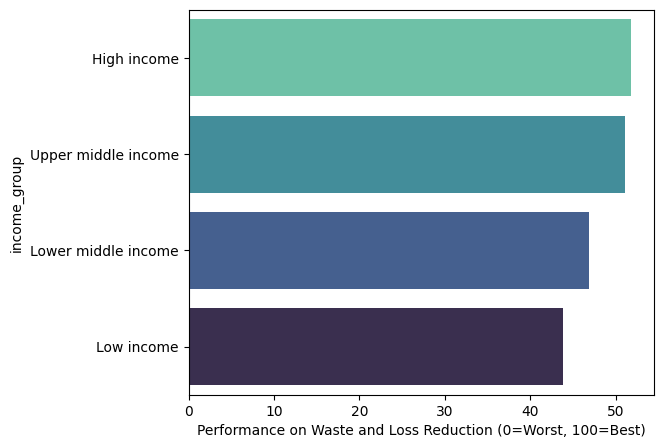 High income
Upper middle income
Lower middle income
Low income
income_group
0 10 20 30 40 50
Performance on Waste and Loss Reduction (0=Worst, 100=Best)